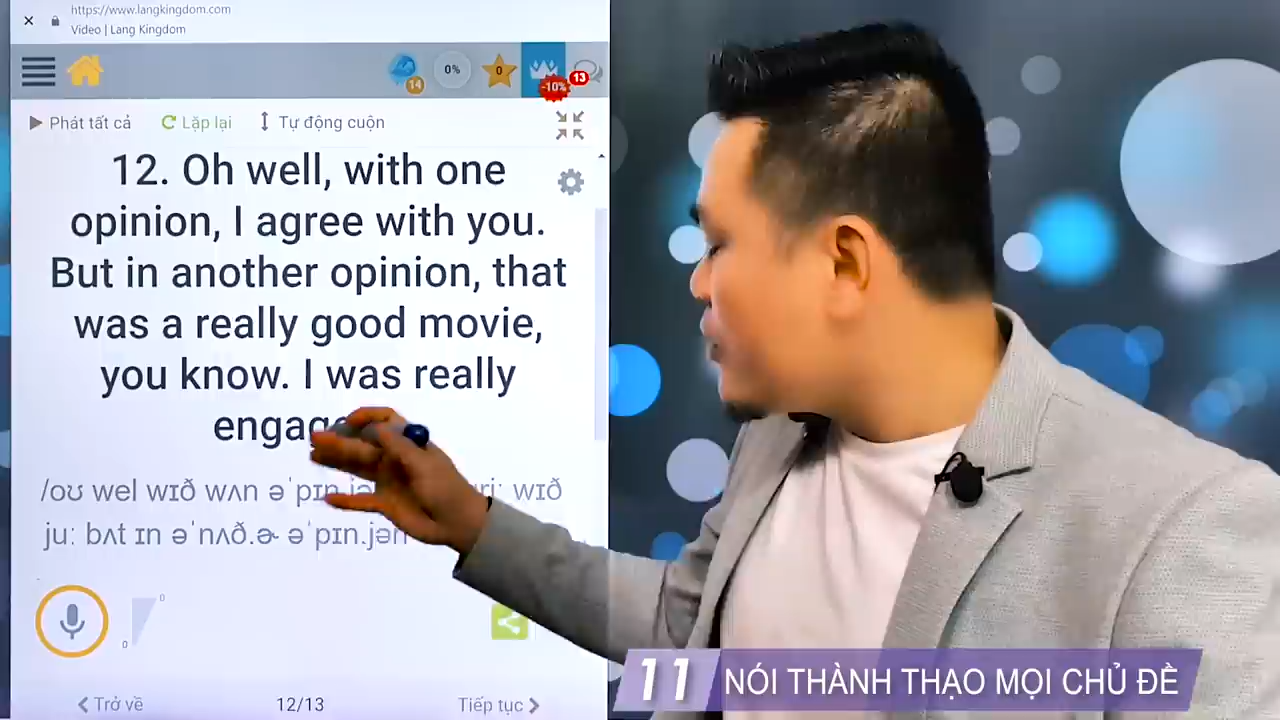 https://www.langkingdom.com
Video | Lang Kingdom
14
0%
0
-10%
13
Phát tất cả
Lặp lại
Tự động cuộn
12. Oh well, with one
opinion, I agree with you.
But in another opinion, that
was a really good movie,
you know. I was really
/oʊ wel wɪð wʌn əˈpɪn wɪð
juː bʌt ɪn əˈnʌð.ɚ əˈpɪn.jən
0
0
Trở về
12/13
Tiếp tục
11 NÓI THÀNH THẠO MỌI CHỦ ĐỀ